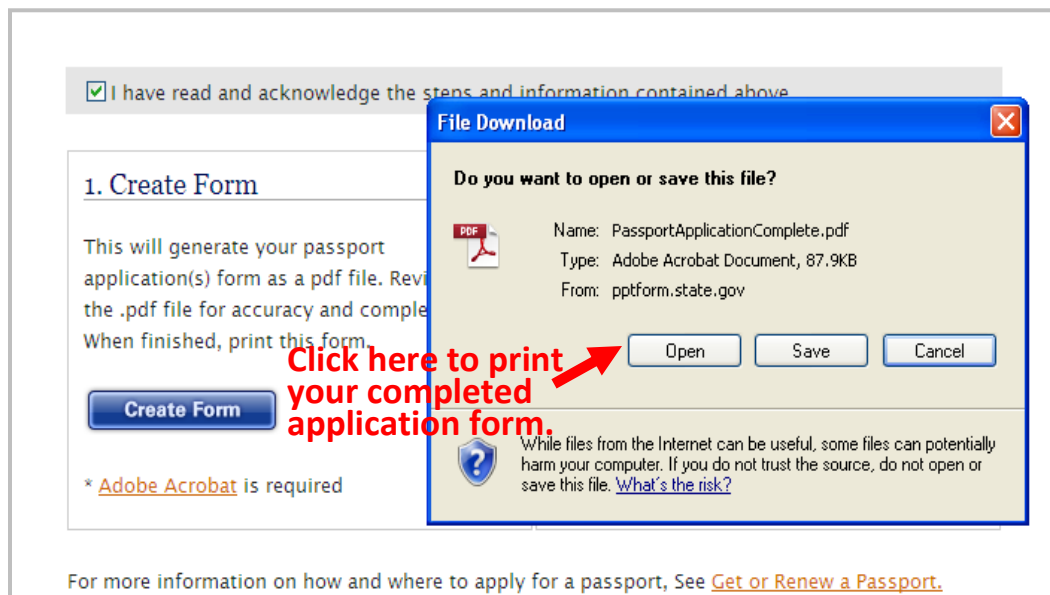 I have read and acknowledge the steps and information contained above
File Download
1. Create Form
This will generate your passport
application(s) form as a pdf file. Revi
the .pdf file for accuracy and comple
When finished, print this form.
Create Form
* Adobe Acrobat is required
Do you want to open or save this file?
PDF
Name: PassportApplicationComplete.pdf
Type: Adobe Acrobat Document, 87.9KB
From: pptform.state.gov
Open Save Cancel
Click here to print
your completed
application form.
While files from the Internet can be useful, some files can potentially
harm your computer. If you do not trust the source, do not open or
save this file. What's the risk?
For more information on how and where to apply for a passport, See Get or Renew a Passport.